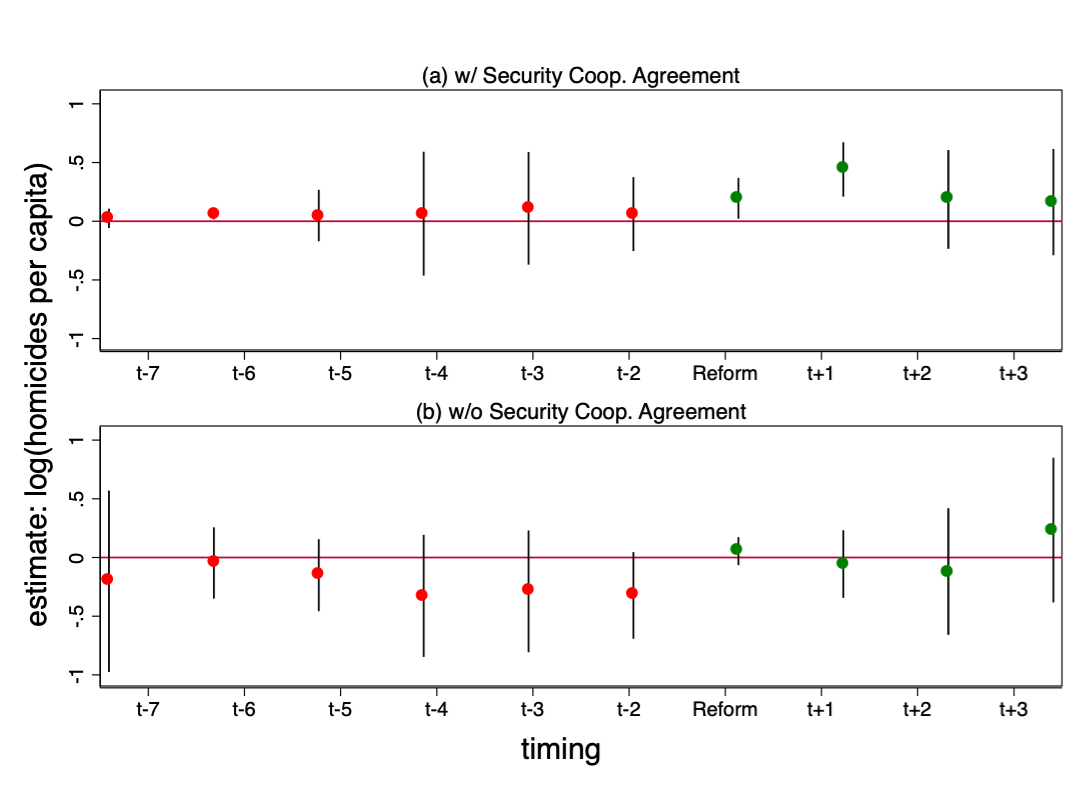 (a) w/ Security Coop. Agreement
1
.5
0
-.5
-1
t-7 t-6 t-5 t-4 t-3 t-2 Reform t+1 t+2 t+3
(b) w/o Security Coop. Agreement
1
.5
0
-.5
-1
t-7 t-6 t-5 t-4 t-3 t-2 Reform t+1 t+2 t+3
estimate: log(homicides per capita)
timing